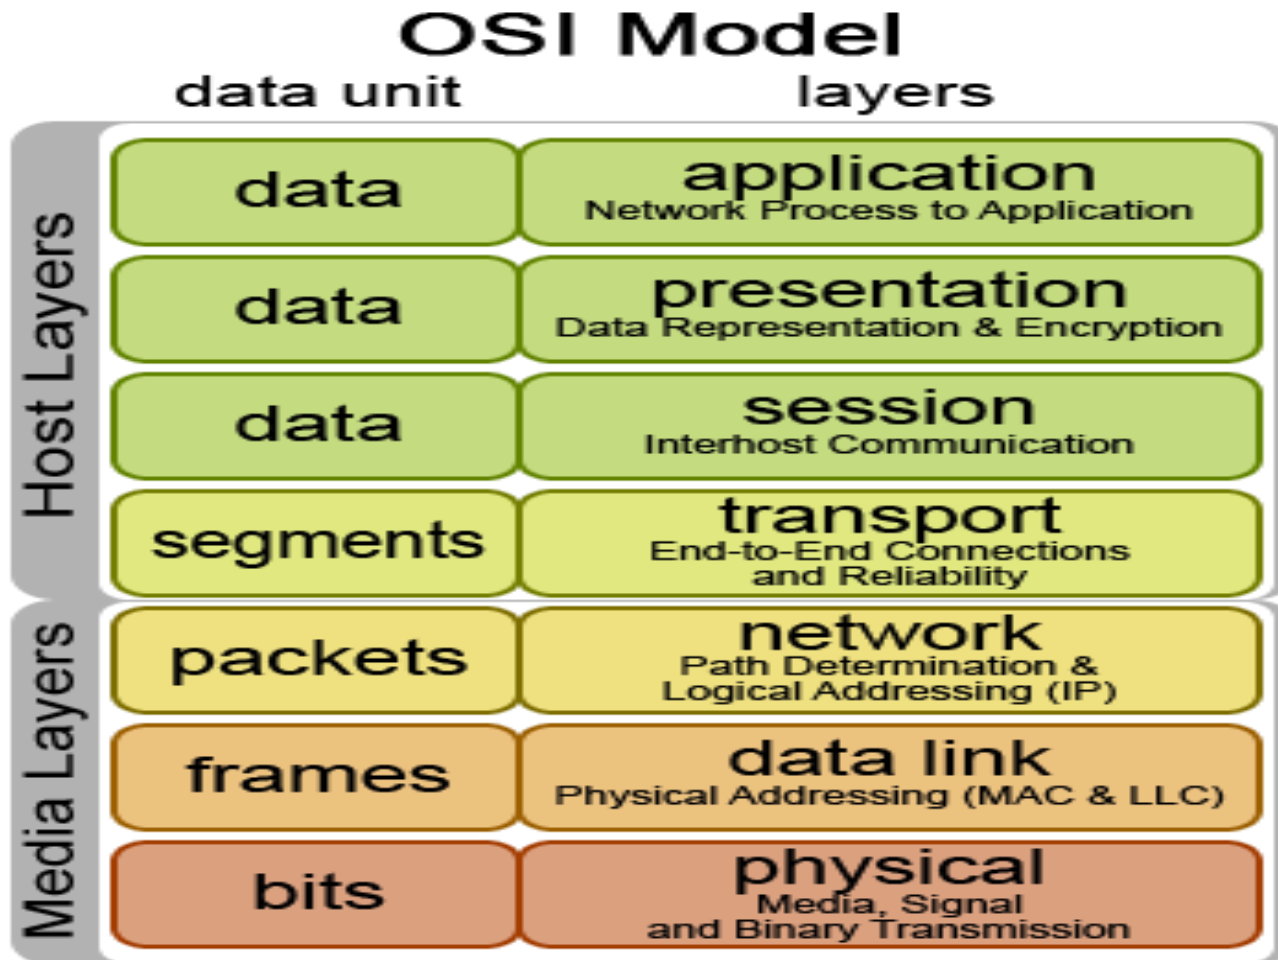 OSI Model
data unit layers
Host Layers
data
application
Network Process to Application
data
presentation
Data Representation & Encryption
data
session
Interhost Communication
segments
transport
End-to-End Connections
and Reliability
Media Layers
packets
network
Path Determination &
Logical Addressing (IP)
frames
data link
Physical Addressing (MAC & LLC)
bits
physical
Media, Signal
and Binary Transmission